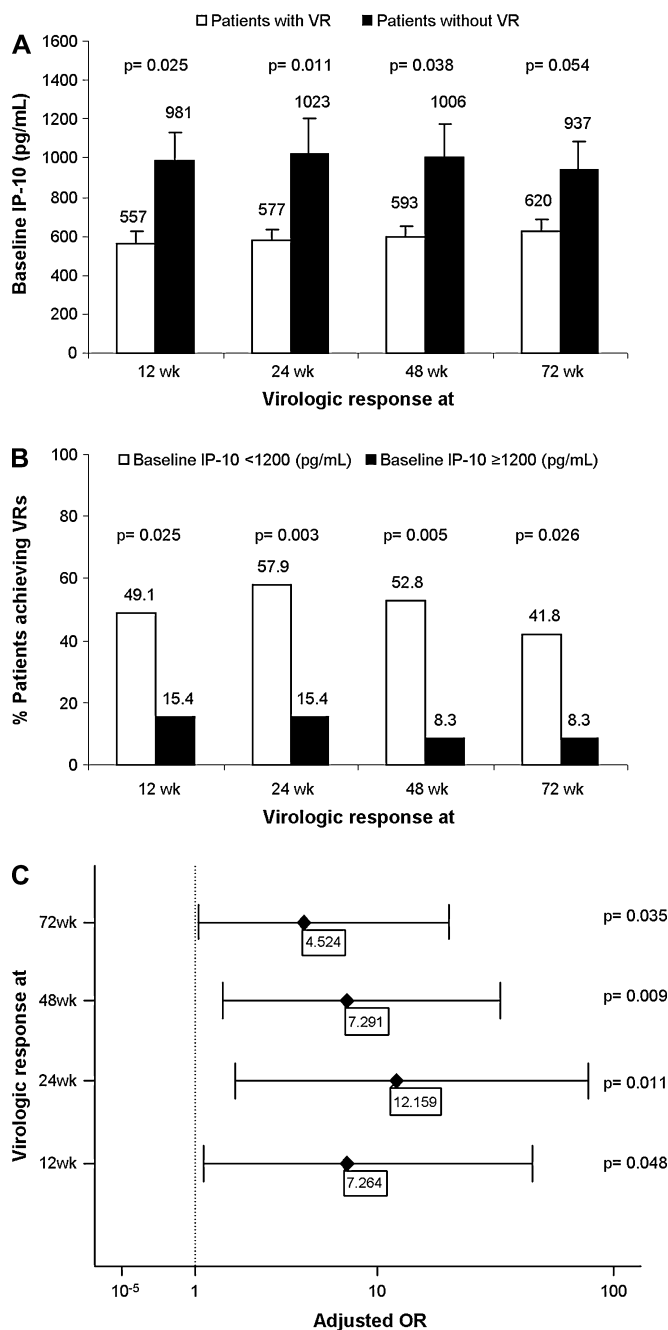 Patients with VR Patients without VR
A
1600
1400
1200
1000
800
600
400
200
0
Baseline IP-10 (pg/mL)
p= 0.025 p= 0.011 p= 0.038 p= 0.054
981 1023 1006 937
557 577 593 620
12 wk 24 wk 48 wk 72 wk
Virologic response at
B
Baseline IP-10 <1200 (pg/mL) Baseline IP-10 ≥1200 (pg/mL)
100
80
60
40
20
0
% Patients achieving VRs
p= 0.025 p= 0.003 p= 0.005 p= 0.026
49.1 57.9 52.8 41.8
15.4 15.4 8.3 8.3
12 wk 24 wk 48 wk 72 wk
Virologic response at
C
Virologic response at
72wk 4.524 p= 0.035
48wk 7.291 p= 0.009
24wk 12.159 p= 0.011
12wk 7.264 p= 0.048
10-5 1 10 100
Adjusted OR